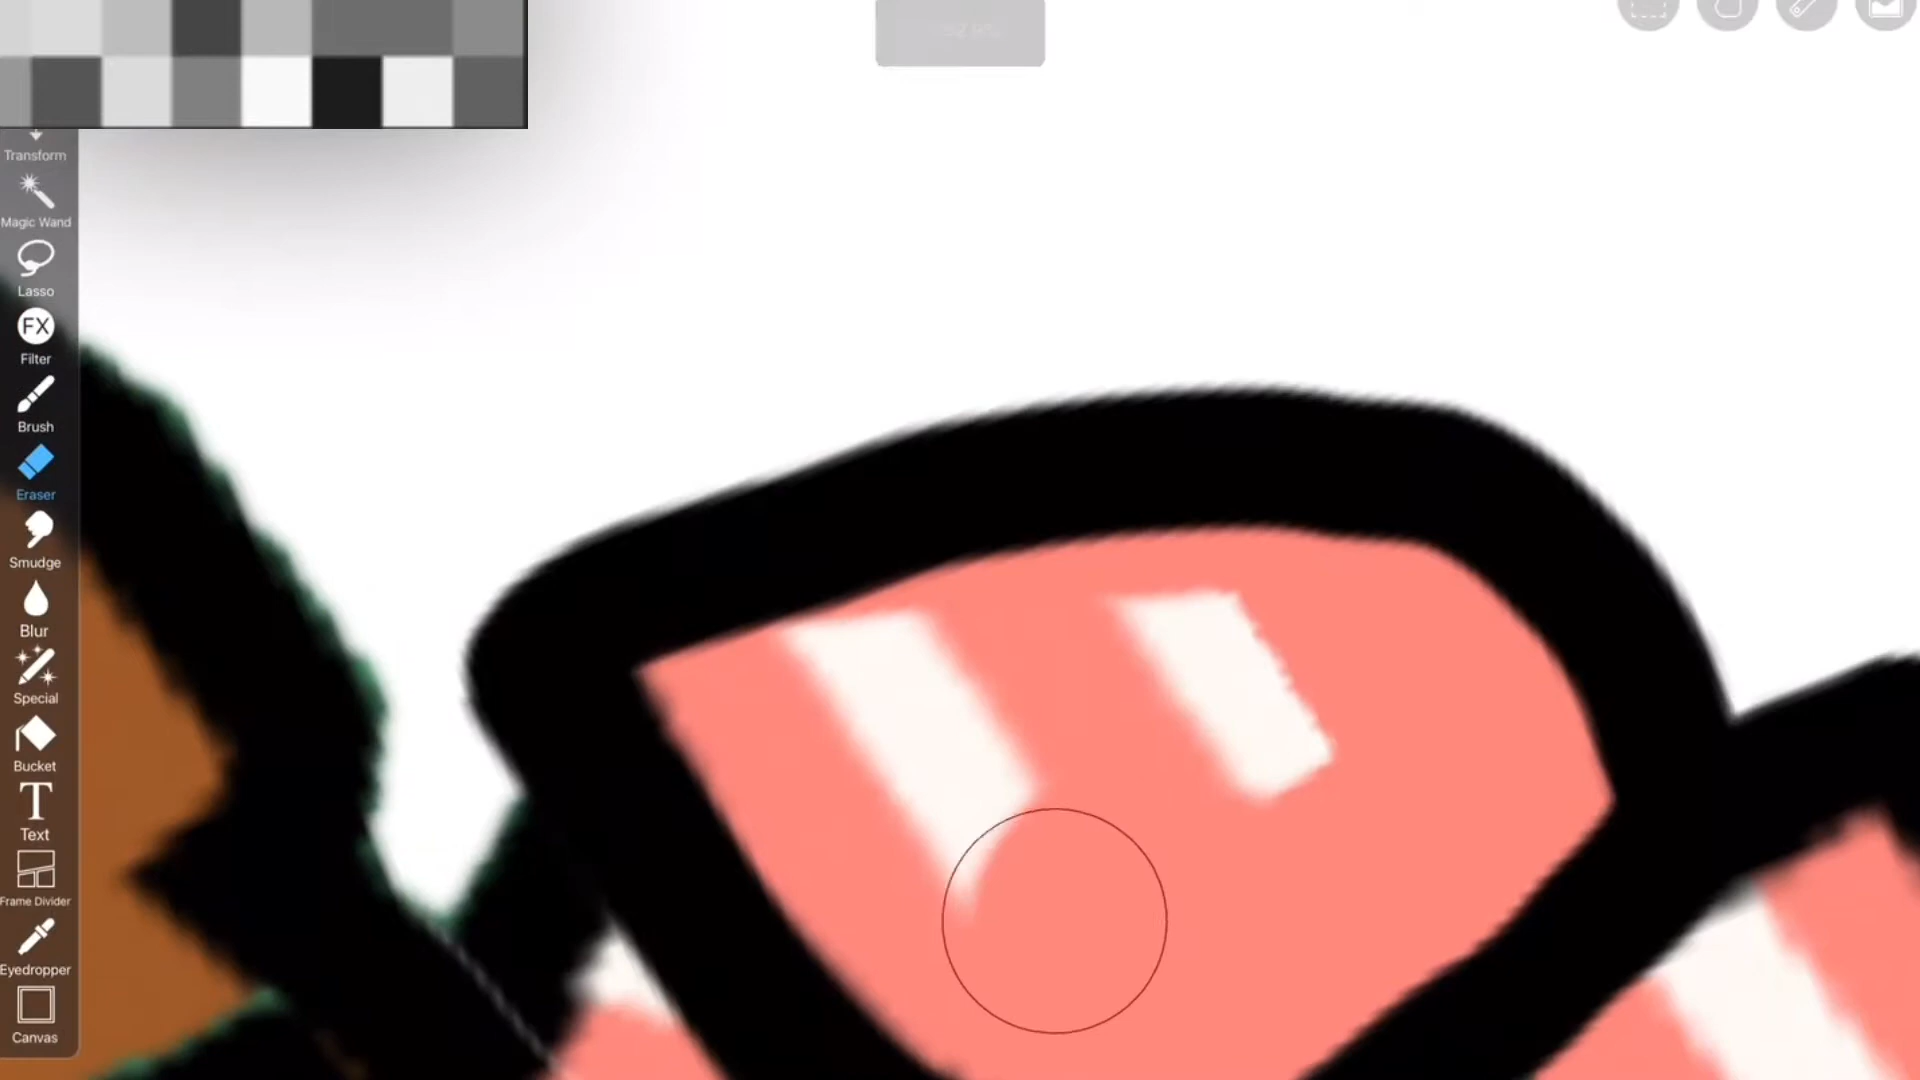 Transform
Magic Wand
Lasso
FX
Filter
Brush
Eraser
Smudge
Blur
Special
Bucket
T
Text
Frame Divider
Eyedropper
Canvas